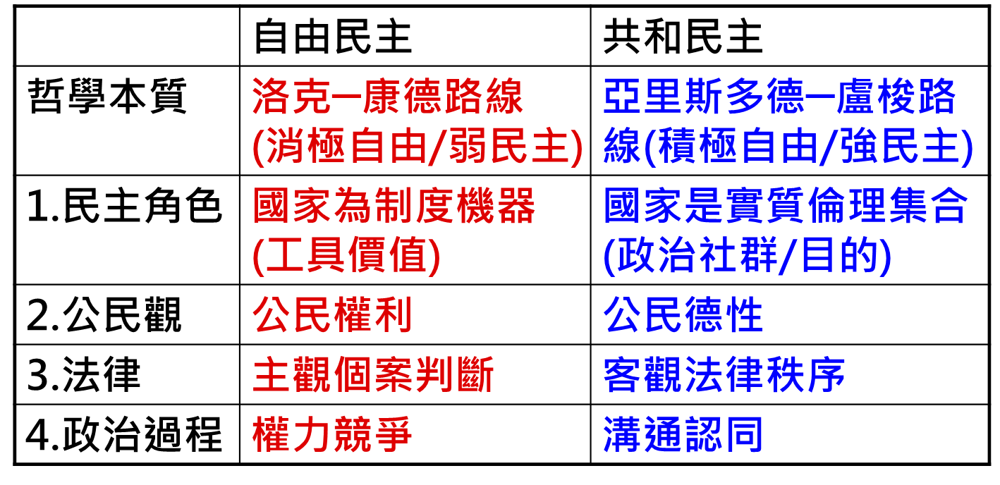 自由民主 共和民主
哲學本質 洛克─康德路線 亞里斯多德─盧梭路
(消極自由/弱民主) 線(積極自由/強民主)
1.民主角色 國家為制度機器 國家是實質倫理集合
(工具價值) (政治社群/目的)
2.公民觀 公民權利 公民德性
3.法律 主觀個案判斷 客觀法律秩序
4.政治過程 權力競爭 溝通認同